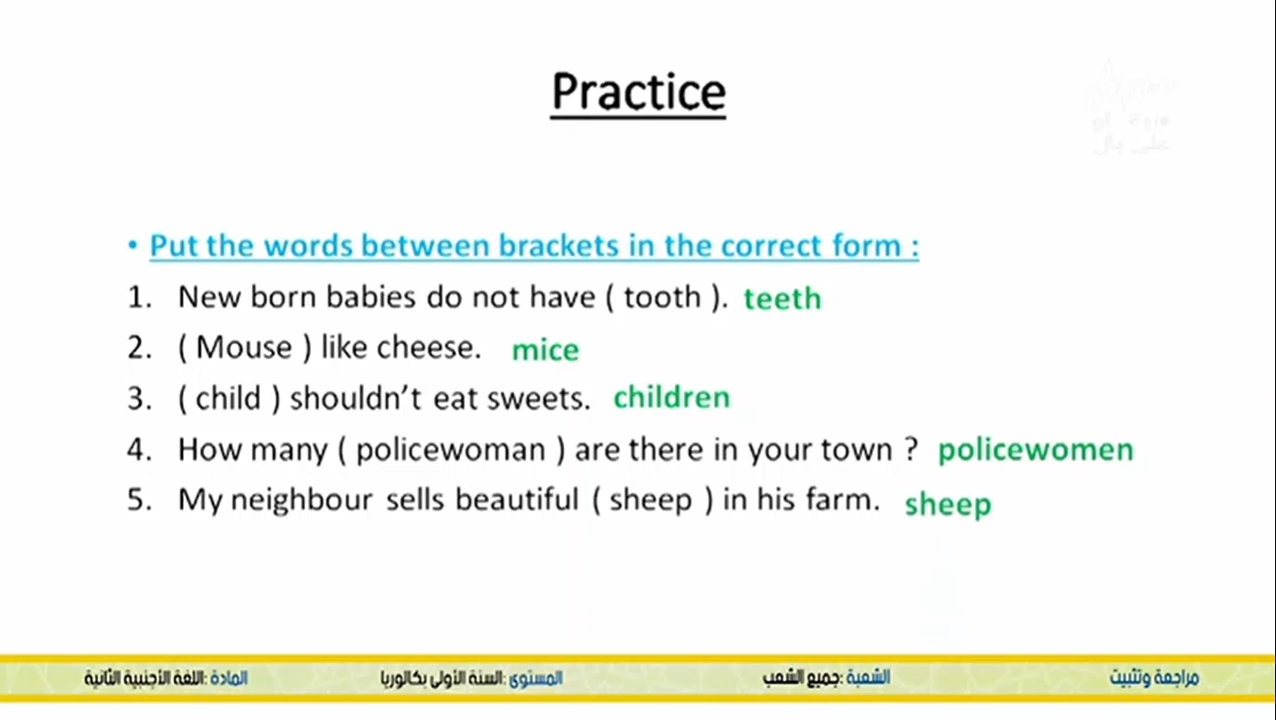 Practice
• Put the words between brackets in the correct form :
1. New born babies do not have ( tooth ). teeth
2. ( Mouse ) like cheese. mice
3. ( child ) shouldn’t eat sweets. children
4. How many ( policewoman ) are there in your town ? policewomen
5. My neighbour sells beautiful ( sheep ) in his farm. sheep
مراجعة وتثبيت الشعبة :جميع الشعب المستوى :السنة الأولى بكالوريا المادة :اللغة الأجنبية الثانية